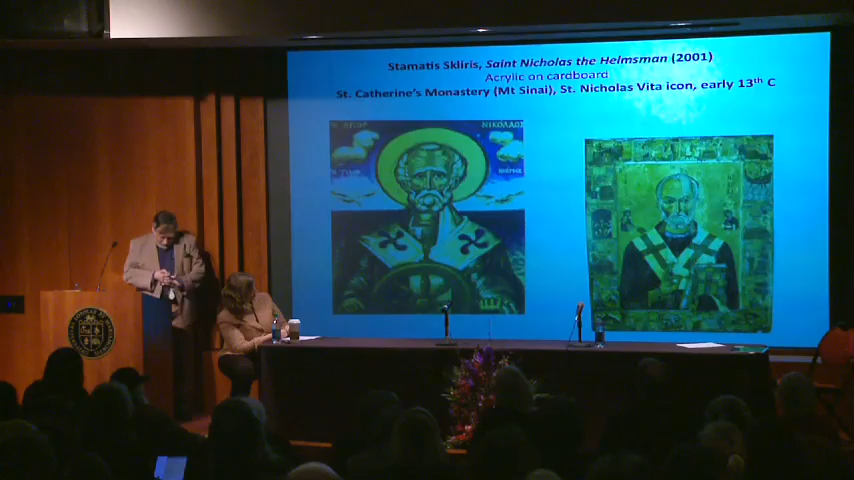 Stamatis Skliris, Saint Nicholas the Helmsman (2001)
Acrylic on cardboard
St. Catherine's Monastery (Mt Sinai), St. Nicholas Vita icon, early 13th C
ΝΙΚΟΛΑΟΣ